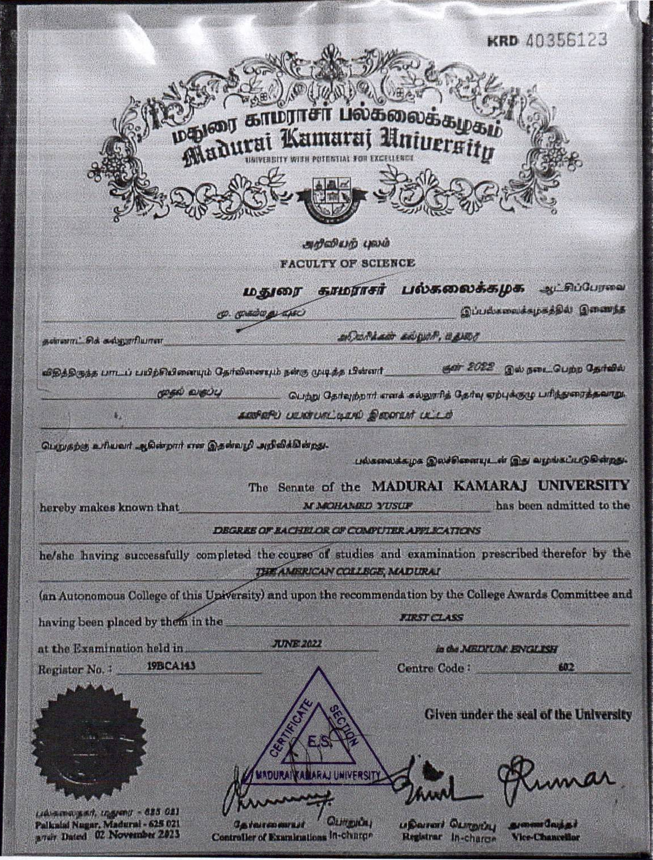 KRD 40356123
மதுரை காமராசர் பல்கலைக்கழகம்
Madurai Kamaraj University
UNIVERSITY WITH POTENTIAL FOR EXCELLENCE
அறிவியற் புலம்
FACULTY OF SCIENCE
மதுரை காமராசர் பல்கலைக்கழக ஆட்சிப்பேரவை
மு. முகம்மது யுசுப் இப்பல்கலைக்கழகத்தில் இணைந்த
தன்னாட்சிக் கல்லூரியான அமெரிக்கன் கல்லூரி, மதுரை
விதித்திருந்த பாடப் பயிற்சியினையும் தேர்வினையும் நன்கு முடித்த பின்னர் சூன் 2022 இல் நடைபெற்ற தேர்வில்
முதல் வகுப்பு பெற்று தேர்வுற்றார் எனக் கல்லூரித் தேர்வு ஏற்புக்குழு பரிந்துரைத்தவாறு,
கணினிப் பயன்பாட்டியல் இளையர் பட்டம்
பெறுதற்கு உரியவர் ஆகின்றார் என இதன்வழி அறிவிக்கின்றது.
பல்கலைக்கழக இலச்சினையுடன் இது வழங்கப்படுகின்றது.
The Senate of the MADURAI KAMARAJ UNIVERSITY
hereby makes known that M MOHAMED YUSUF has been admitted to the
DEGREE OF BACHELOR OF COMPUTER APPLICATIONS
he/she having successfully completed the course of studies and examination prescribed therefor by the
THE AMERICAN COLLEGE, MADURAI
(an Autonomous College of this University) and upon the recommendation by the College Awards Committee and
having been placed by them in the FIRST CLASS
at the Examination held in JUNE 2022 in the MEDIUM: ENGLISH
Register No. : 19BCA143 Centre Code : 602
Given under the seal of the University
CERTIFICATE SECTION
E.S.
MADURAI KAMARAJ UNIVERSITY
பல்கலைநகர், மதுரை - 625 021
Palkalai Nagar, Madurai - 625 021
நாள் Dated 02 November 2023
தேர்வாணையர் பொறுப்பு
Controller of Examinations In-charge
பதிவாளர் பொறுப்பு
Registrar In-charge
துணைவேந்தர்
Vice-Chancellor